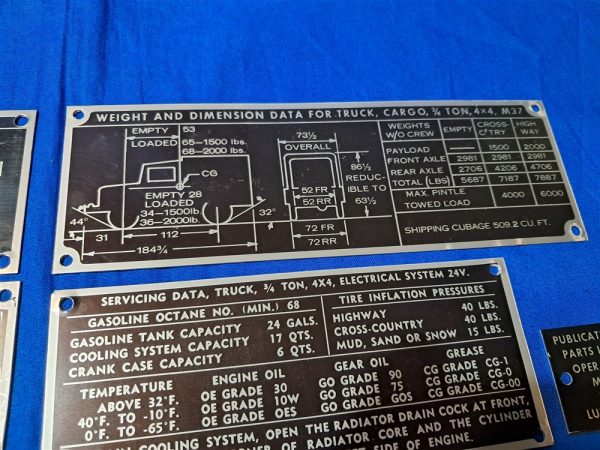 WEIGHT AND DIMENSION DATA FOR TRUCK, CARGO, ¾ TON, 4×4, M37
EMPTY 53
LOADED 65-1500 lbs.
68-2000 lbs.
CG
EMPTY 28
LOADED
34-1500lb.
36-2000lb.
44°
32°
31
112
184¾
73½
OVERALL
86½
REDUC-
IBLE TO
63½
52 FR
52 RR
72 FR
72 RR
WEIGHTS W/O CREW EMPTY CROSS-C'TRY HIGH WAY
PAYLOAD — 1500 2000
FRONT AXLE 2981 2981 2981
REAR AXLE 2706 4206 4706
TOTAL (LBS) 5687 7187 7887
MAX. PINTLE TOWED LOAD 4000 6000
SHIPPING CUBAGE 509.2 CU. FT.
SERVICING DATA, TRUCK, ¾ TON, 4X4, ELECTRICAL SYSTEM 24V.
GASOLINE OCTANE NO. (MIN.) 68
GASOLINE TANK CAPACITY 24 GALS.
COOLING SYSTEM CAPACITY 17 QTS.
CRANK CASE CAPACITY 6 QTS.
TIRE INFLATION PRESSURES
HIGHWAY 40 LBS.
CROSS-COUNTRY 40 LBS.
MUD, SAND OR SNOW 15 LBS.
TEMPERATURE ENGINE OIL GEAR OIL GREASE
ABOVE 32°F. OE GRADE 30 GO GRADE 90 CG GRADE CG-1
40°F. TO -10°F. OE GRADE 10W GO GRADE 75 CG GRADE CG-0
0°F. TO -65°F. OE GRADE OES GO GRADE GOS CG GRADE CG-00
COOLING SYSTEM, OPEN THE RADIATOR DRAIN COCK AT FRONT.
OF RADIATOR CORE AND THE CYLINDER
SIDE OF ENGINE.
PUBLICAT
PARTS L
OPER
M
LU